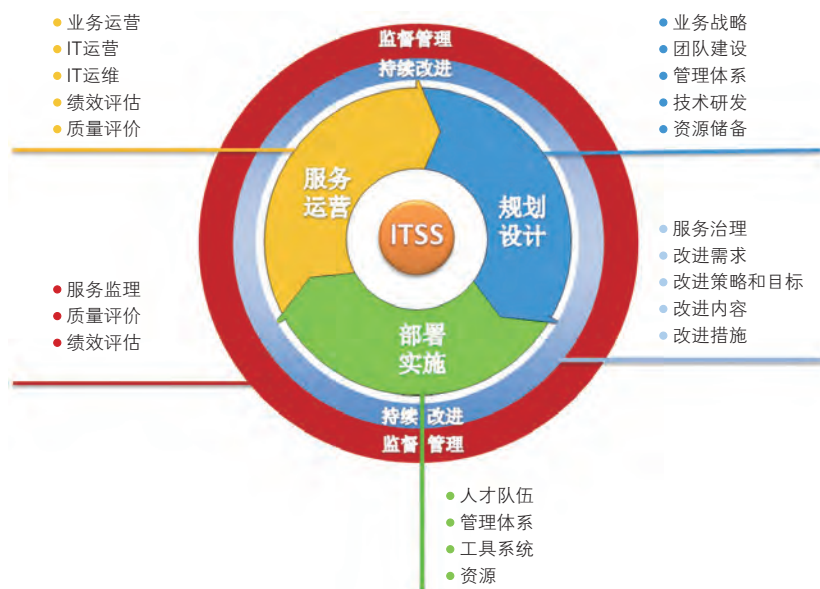 业务运营
IT运营
IT运维
绩效评估
质量评价
业务战略
团队建设
管理体系
技术研发
资源储备
监督管理
持续改进
服务
运营
规划
设计
ITSS
部署
实施
服务治理
改进需求
改进策略和目标
改进内容
改进措施
服务监理
质量评价
绩效评估
持续 改进
监督 管理
人才队伍
管理体系
工具系统
资源